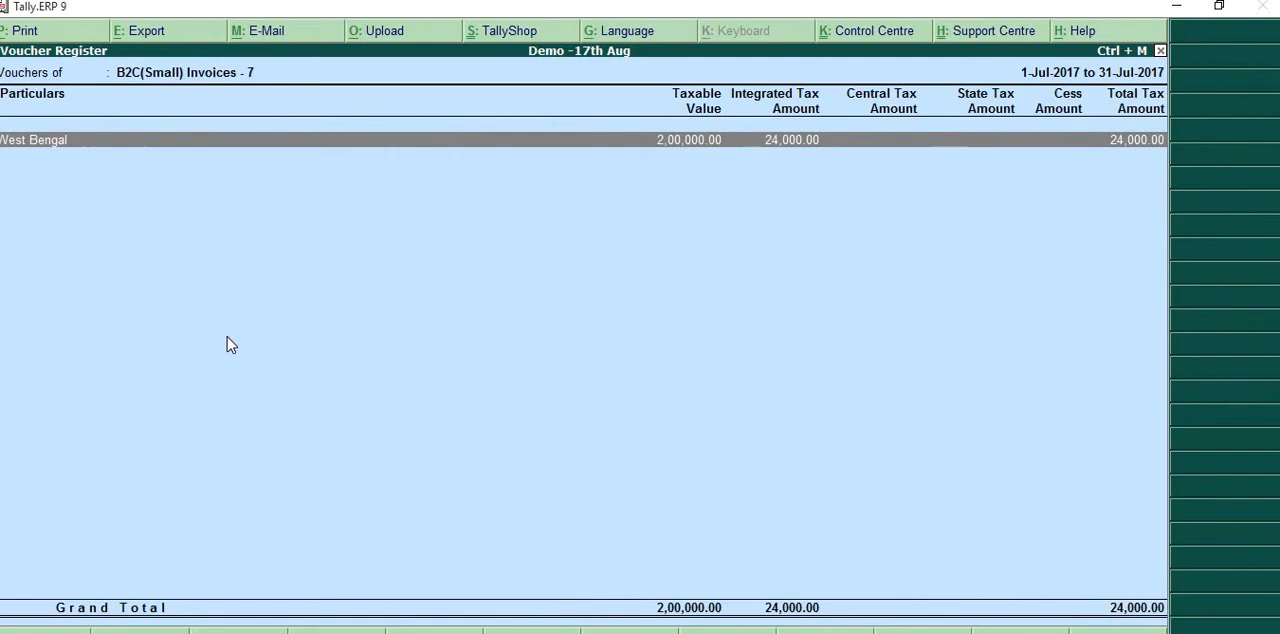 Tally.ERP 9
P: Print E: Export M: E-Mail O: Upload S: TallyShop G: Language K: Keyboard K: Control Centre H: Support Centre H: Help
Voucher Register Demo -17th Aug Ctrl + M
Vouchers of : B2C(Small) Invoices - 7 1-Jul-2017 to 31-Jul-2017
Particulars Taxable Integrated Tax Central Tax State Tax Cess Total Tax
Value Amount Amount Amount Amount Amount
West Bengal 2,00,000.00 24,000.00 24,000.00
Grand Total 2,00,000.00 24,000.00 24,000.00